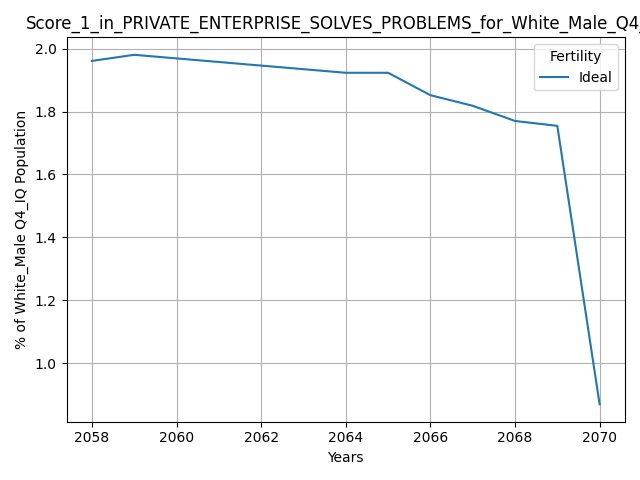 Score_1_in_PRIVATE_ENTERPRISE_SOLVES_PROBLEMS_for_White_Male_Q4_
Fertility
Ideal
% of White_Male Q4_IQ Population
2.0
1.8
1.6
1.4
1.2
1.0
2058 2060 2062 2064 2066 2068 2070
Years